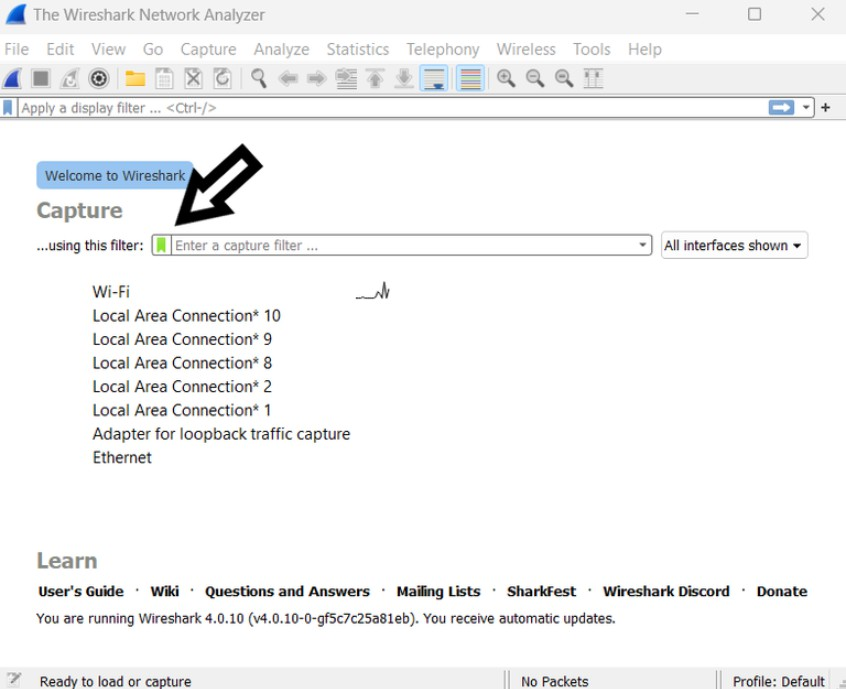 The Wireshark Network Analyzer
File Edit View Go Capture Analyze Statistics Telephony Wireless Tools Help
Apply a display filter ... <Ctrl-/>
Welcome to Wireshark
Capture
...using this filter: Enter a capture filter ... All interfaces shown
Wi-Fi
Local Area Connection* 10
Local Area Connection* 9
Local Area Connection* 8
Local Area Connection* 2
Local Area Connection* 1
Adapter for loopback traffic capture
Ethernet
Learn
User's Guide · Wiki · Questions and Answers · Mailing Lists · SharkFest · Wireshark Discord · Donate
You are running Wireshark 4.0.10 (v4.0.10-0-gf5c7c25a81eb). You receive automatic updates.
Ready to load or capture No Packets Profile: Default